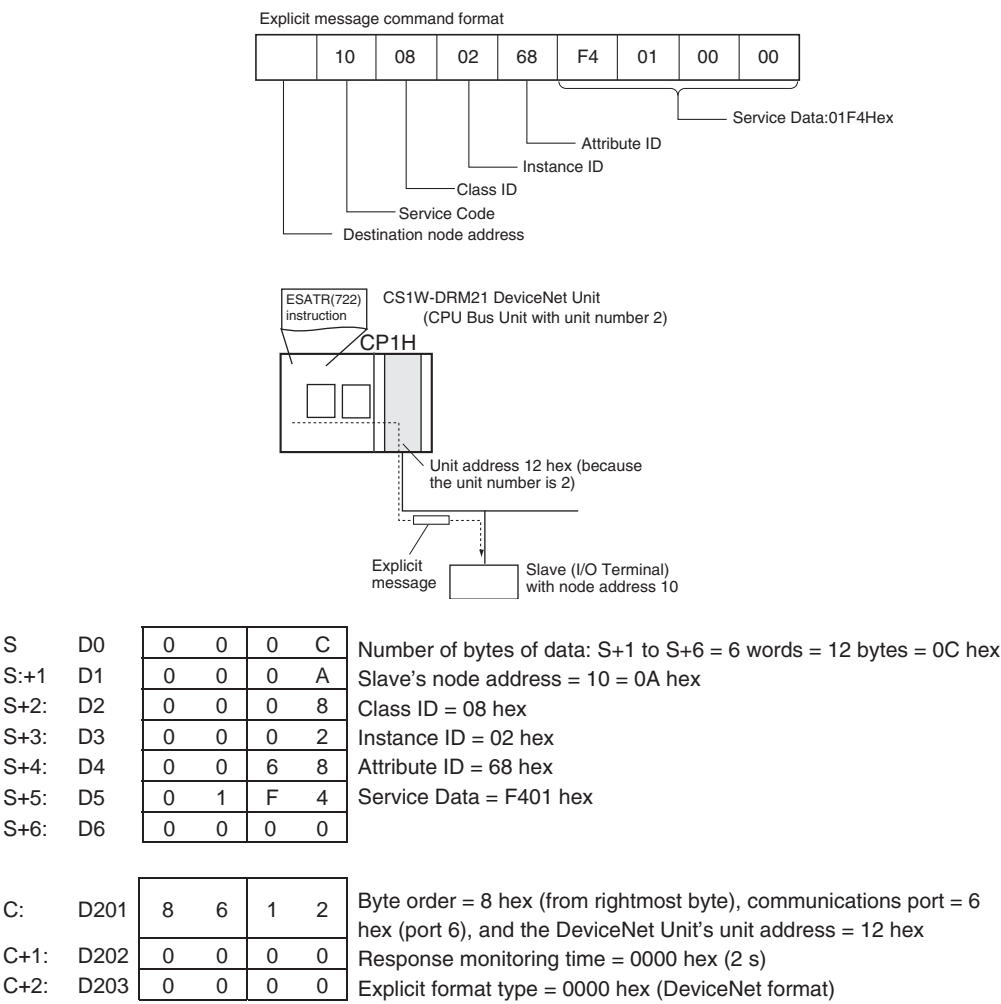 Explicit message command format
10 08 02 68 F4 01 00 00
Service Data:01F4Hex
Attribute ID
Instance ID
Class ID
Service Code
Destination node address
ESATR(722)
instruction
CS1W-DRM21 DeviceNet Unit
(CPU Bus Unit with unit number 2)
CP1H
Unit address 12 hex (because
the unit number is 2)
Explicit
message
Slave (I/O Terminal)
with node address 10
S D0 0 0 0 C Number of bytes of data: S+1 to S+6 = 6 words = 12 bytes = 0C hex
S:+1 D1 0 0 0 A Slave's node address = 10 = 0A hex
S+2: D2 0 0 0 8 Class ID = 08 hex
S+3: D3 0 0 0 2 Instance ID = 02 hex
S+4: D4 0 0 6 8 Attribute ID = 68 hex
S+5: D5 0 1 F 4 Service Data = F401 hex
S+6: D6 0 0 0 0
C: D201 8 6 1 2 Byte order = 8 hex (from rightmost byte), communications port = 6
hex (port 6), and the DeviceNet Unit's unit address = 12 hex
C+1: D202 0 0 0 0 Response monitoring time = 0000 hex (2 s)
C+2: D203 0 0 0 0 Explicit format type = 0000 hex (DeviceNet format)